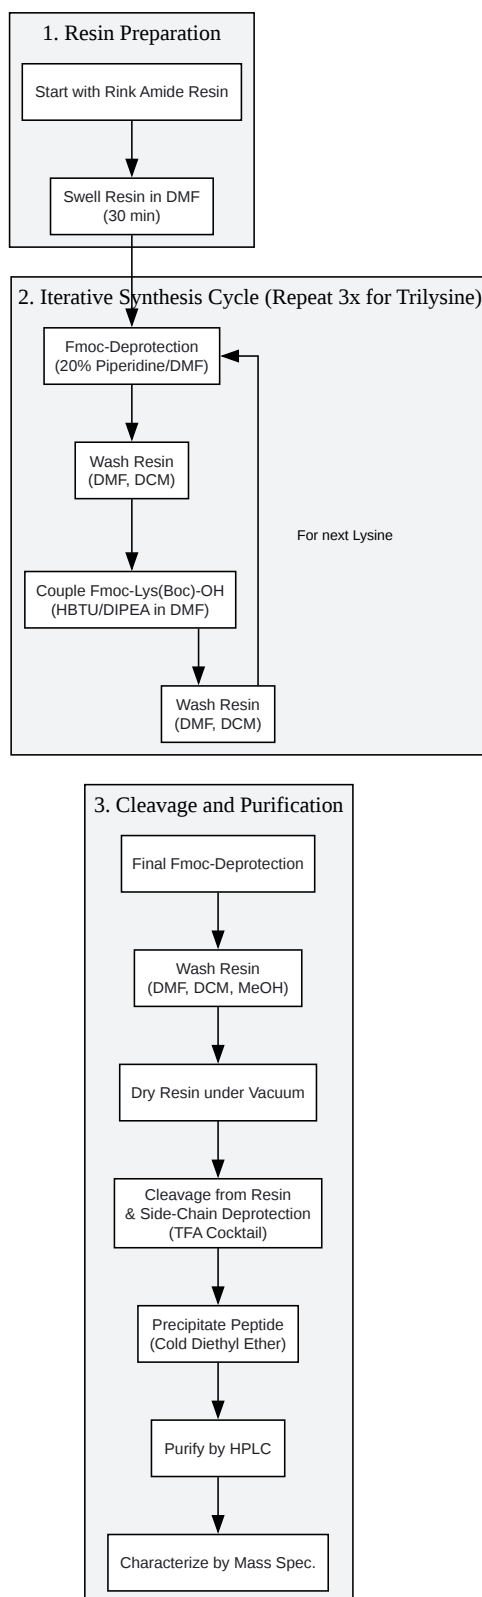 1. Resin Preparation
Start with Rink Amide Resin
Swell Resin in DMF
(30 min)
2. Iterative Synthesis Cycle (Repeat 3x for Trilysine)
Fmoc-Deprotection
(20% Piperidine/DMF)
Wash Resin
(DMF, DCM)
For next Lysine
Couple Fmoc-Lys(Boc)-OH
(HBTU/DIPEA in DMF)
Wash Resin
(DMF, DCM)
3. Cleavage and Purification
Final Fmoc-Deprotection
Wash Resin
(DMF, DCM, MeOH)
Dry Resin under Vacuum
Cleavage from Resin
& Side-Chain Deprotection
(TFA Cocktail)
Precipitate Peptide
(Cold Diethyl Ether)
Purify by HPLC
Characterize by Mass Spec.